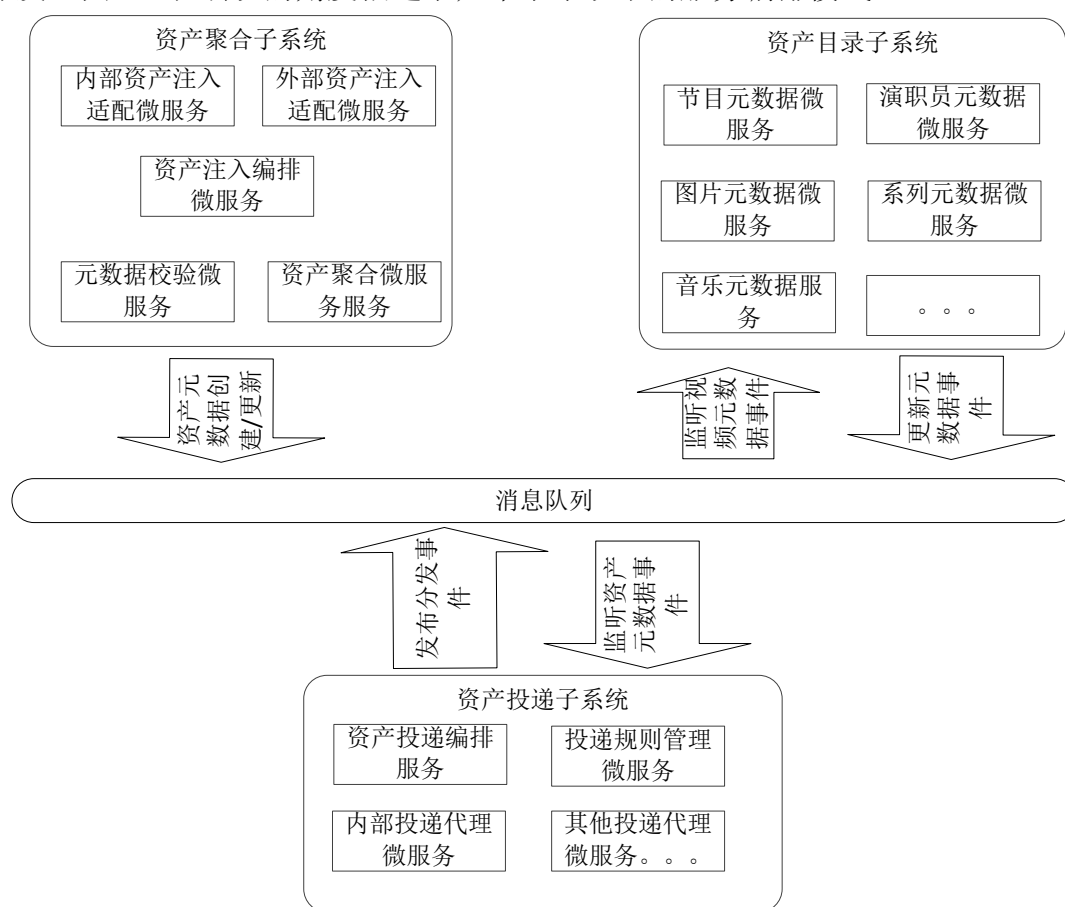 资产聚合子系统
内部资产注入
适配微服务
外部资产注入
适配微服务
资产注入编排
微服务
元数据校验微
服务
资产聚合微服
务服务
资产目录子系统
节目元数据微
服务
演职员元数据
微服务
图片元数据微
服务
系列元数据微
服务
音乐元数据服
务
。。。
资产元
数据创
建/更新
监听视
频元数
据事件
更新元
数据事
件
消息队列
发布分发事
件
监听资产
元数据事
件
资产投递子系统
资产投递编排
服务
投递规则管理
微服务
内部投递代理
微服务
其他投递代理
微服务。。。